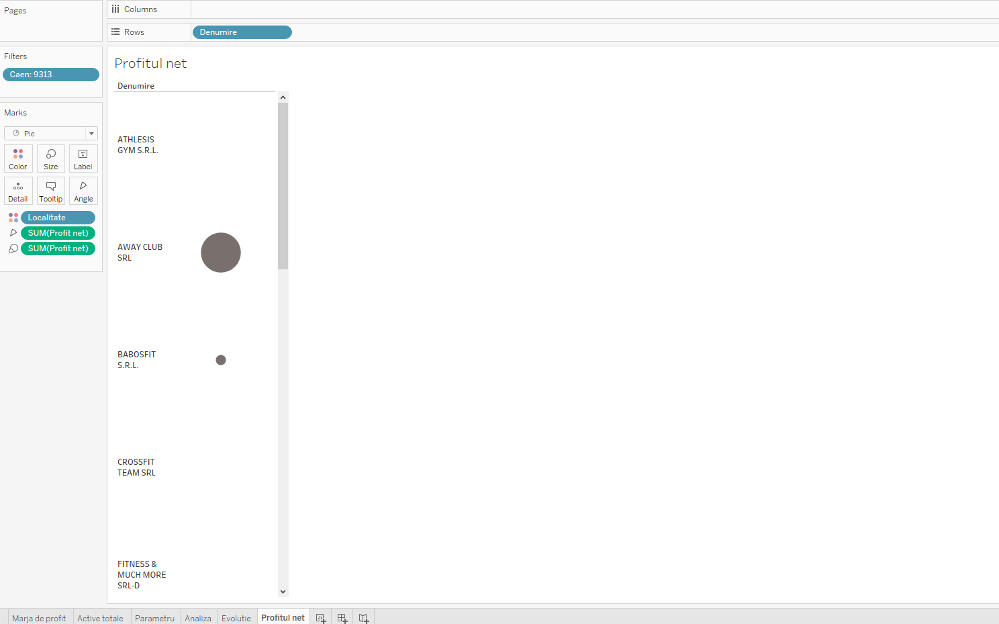 Pages
Columns
Rows
Denumire
Filters
Caen: 9313
Marks
Pie
Color
Size
Label
Detail
Tooltip
Angle
Localitate
SUM(Profit net)
SUM(Profit net)
Profitul net
Denumire
ATHLESIS
GYM S.R.L.
AWAY CLUB
SRL
BABOSFIT
S.R.L.
CROSSFIT
TEAM SRL
FITNESS &
MUCH MORE
SRL-D
Marja de profit
Active totale
Parametru
Analiza
Evolutie
Profitul net